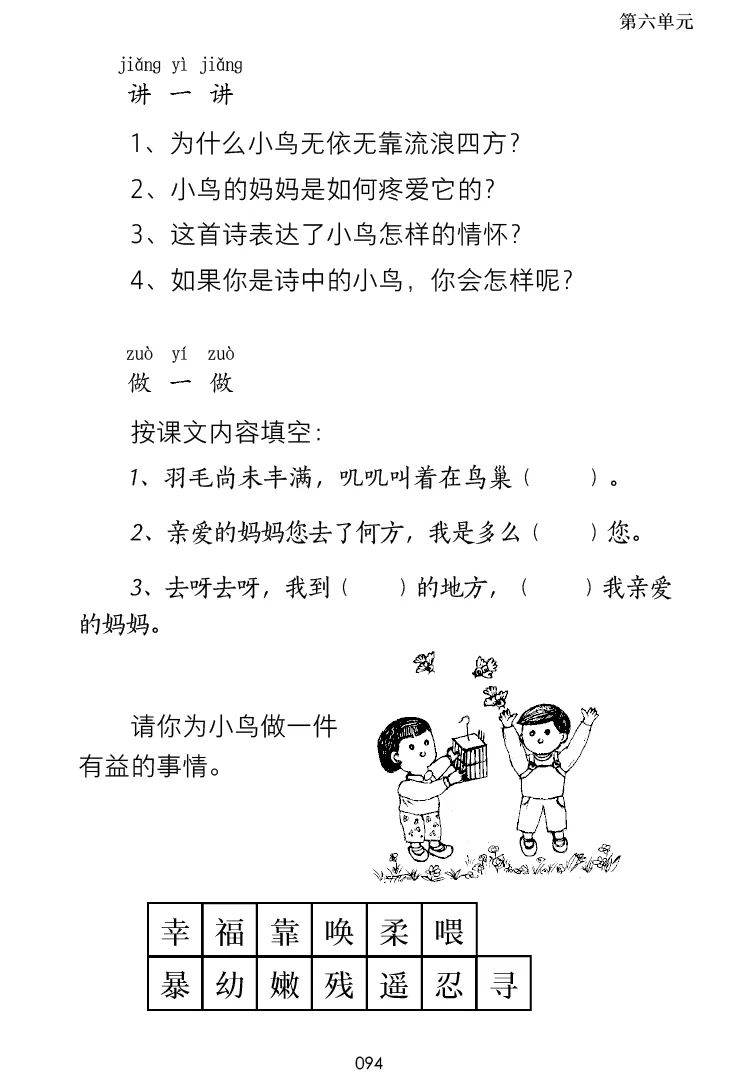 第六单元
jiǎng yì jiǎng
讲 一 讲
1、为什么小鸟无依无靠流浪四方？
2、小鸟的妈妈是如何疼爱它的？
3、这首诗表达了小鸟怎样的情怀？
4、如果你是诗中的小鸟，你会怎样呢？
zuò yí zuò
做 一 做
按课文内容填空：
1、羽毛尚未丰满，叽叽叫着在鸟巢（　　）。
2、亲爱的妈妈您去了何方，我是多么（　　）您。
3、去呀去呀，我到（　　）的地方，（　　）我亲爱
的妈妈。
请你为小鸟做一件
有益的事情。
幸 福 靠 唤 柔 喂
暴 幼 嫩 残 遥 忍 寻
094